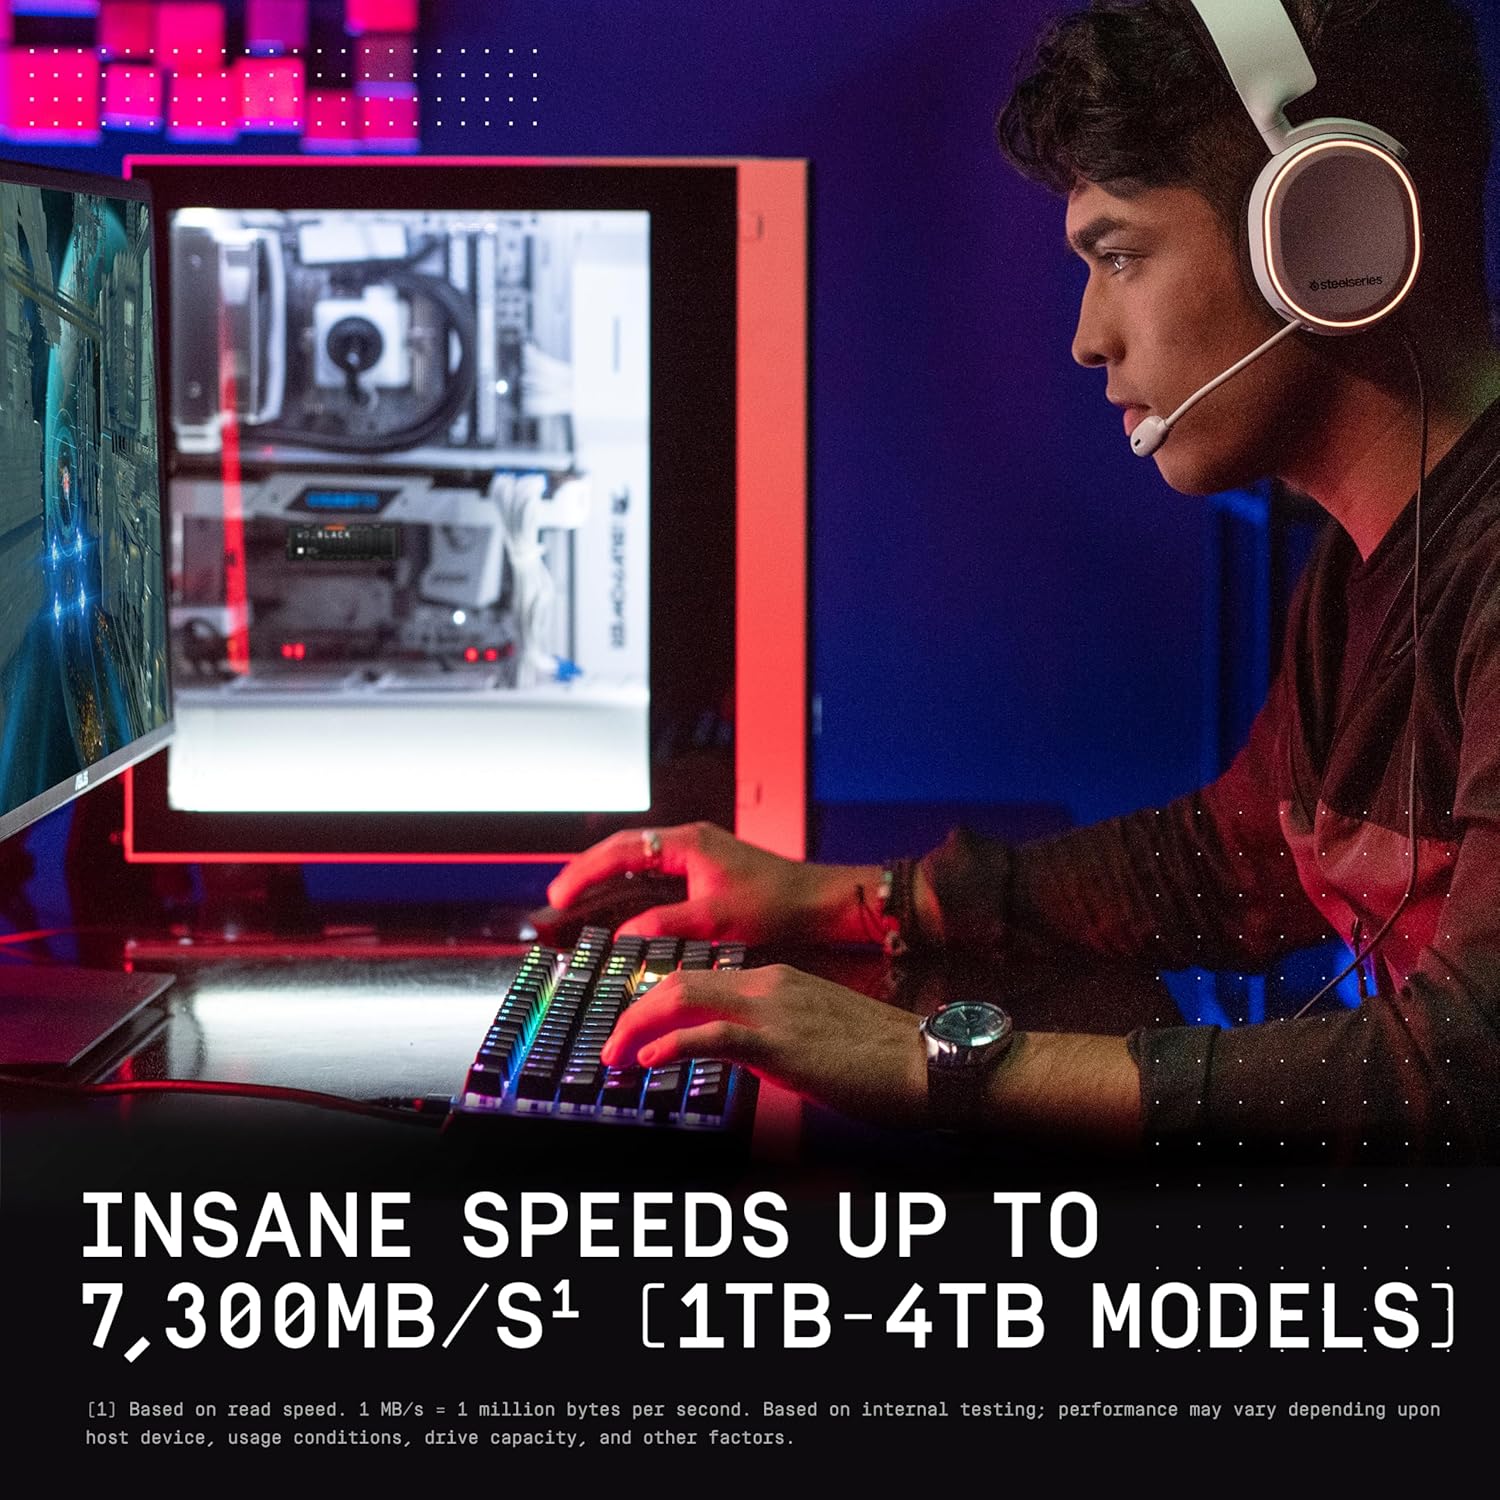 steelseries
WD_BLACK
ASUS
INSANE SPEEDS UP TO
7,300MB/S¹ [1TB-4TB MODELS]
[1] Based on read speed. 1 MB/s = 1 million bytes per second. Based on internal testing; performance may vary depending upon
host device, usage conditions, drive capacity, and other factors.